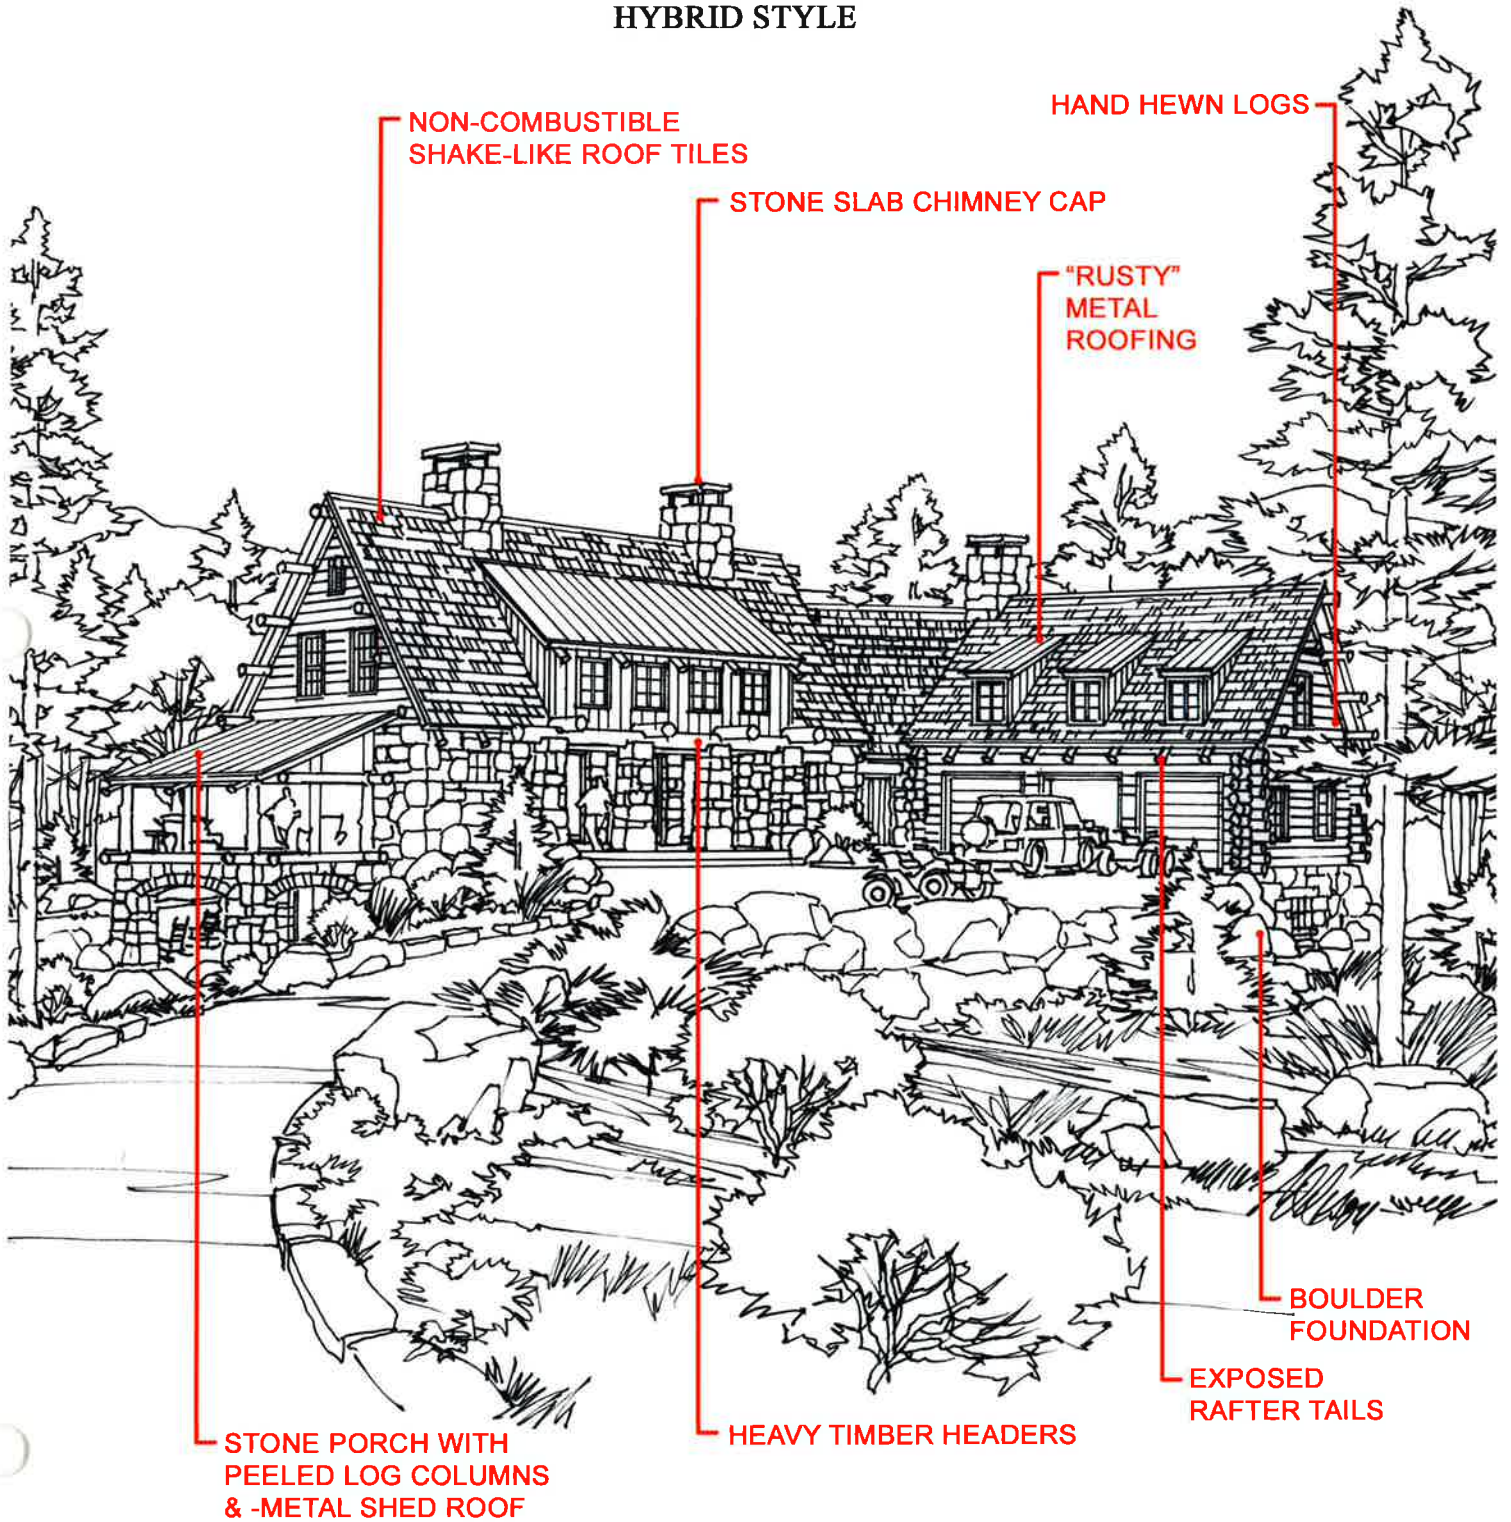 HYBRID STYLE
NON-COMBUSTIBLE
SHAKE-LIKE ROOF TILES
HAND HEWN LOGS
STONE SLAB CHIMNEY CAP
“RUSTY”
METAL
ROOFING
BOULDER
FOUNDATION
EXPOSED
RAFTER TAILS
HEAVY TIMBER HEADERS
STONE PORCH WITH
PEELED LOG COLUMNS
& -METAL SHED ROOF